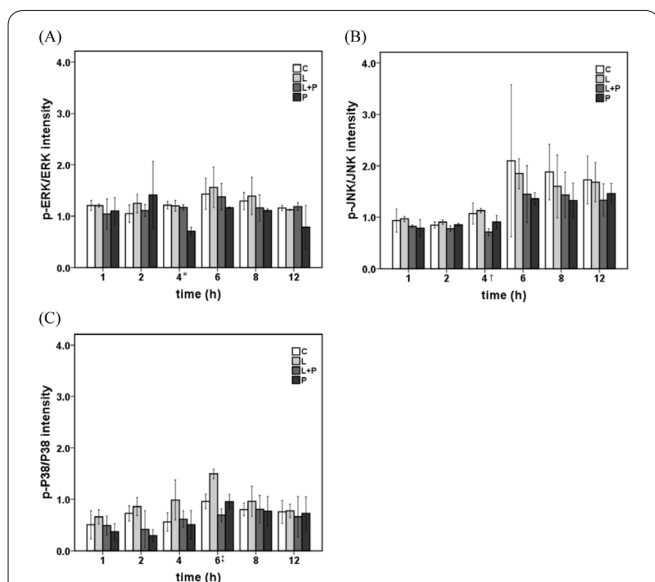 (A)
p-ERK/ERK intensity
4.0
3.0
2.0
1.0
0.0
C
L
L+P
P
1 2 4* 6 8 12
time (h)
(B)
p-JNK/JNK intensity
4.0
3.0
2.0
1.0
0.0
C
L
L+P
P
1 2 4† 6 8 12
time (h)
(C)
p-P38/P38 intensity
4.0
3.0
2.0
1.0
0.0
C
L
L+P
P
1 2 4 6‡ 8 12
time (h)